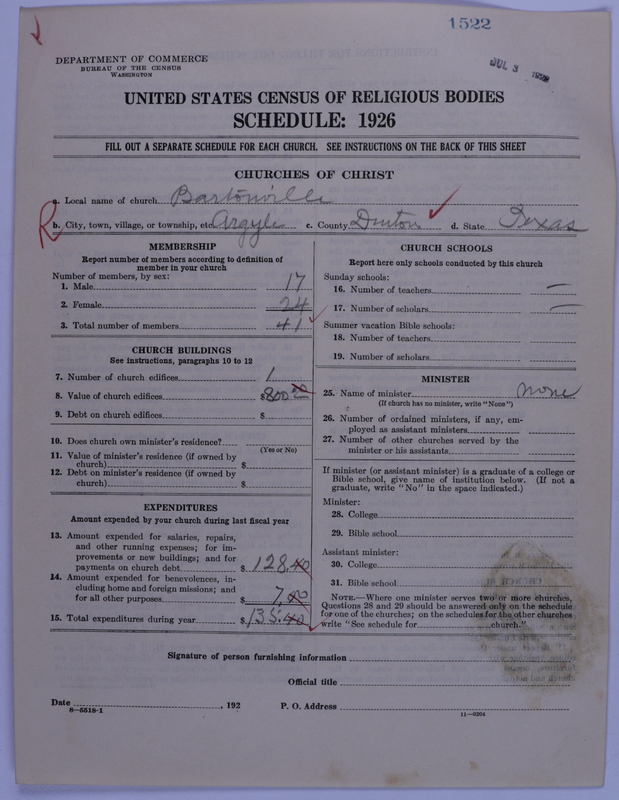 1522
JUL 3 1928
DEPARTMENT OF COMMERCE
BUREAU OF THE CENSUS
WASHINGTON
UNITED STATES CENSUS OF RELIGIOUS BODIES
SCHEDULE: 1926
FILL OUT A SEPARATE SCHEDULE FOR EACH CHURCH. SEE INSTRUCTIONS ON THE BACK OF THIS SHEET
CHURCHES OF CHRIST
a. Local name of church Bartonville
R
b. City, town, village, or township, etc. Argyle c. County Denton d. State Texas
MEMBERSHIP
Report number of members according to definition of
member in your church
Number of members, by sex:
1. Male 17
2. Female 24
3. Total number of members 41
CHURCH BUILDINGS
See instructions, paragraphs 10 to 12
7. Number of church edifices 1
8. Value of church edifices $800.00
9. Debt on church edifices $
10. Does church own minister's residence?
(Yes or No)
11. Value of minister's residence (if owned by
church) $
12. Debt on minister's residence (if owned by
church) $
EXPENDITURES
Amount expended by your church during last fiscal year
13. Amount expended for salaries, repairs,
and other running expenses; for im-
provements or new buildings; and for
payments on church debt $128.40
14. Amount expended for benevolences, in-
cluding home and foreign missions; and
for all other purposes 7.00
15. Total expenditures during year $135.40
CHURCH SCHOOLS
Report here only schools conducted by this church
Sunday schools:
16. Number of teachers —
17. Number of scholars —
Summer vacation Bible schools:
18. Number of teachers
19. Number of scholars
MINISTER
25. Name of minister none
(If church has no minister, write "None")
26. Number of ordained ministers, if any, em-
ployed as assistant ministers
27. Number of other churches served by the
minister or his assistants
If minister (or assistant minister) is a graduate of a college or
Bible school, give name of institution below. (If not a
graduate, write "No" in the space indicated.)
Minister:
28. College
29. Bible school
Assistant minister:
30. College
31. Bible school
NOTE.—Where one minister serves two or more churches,
Questions 28 and 29 should be answered only on the schedule
for one of the churches; on the schedules for the other churches
write "See schedule for church."
Signature of person furnishing information
Official title
Date , 192 P. O. Address
8—5518-1
11—9204